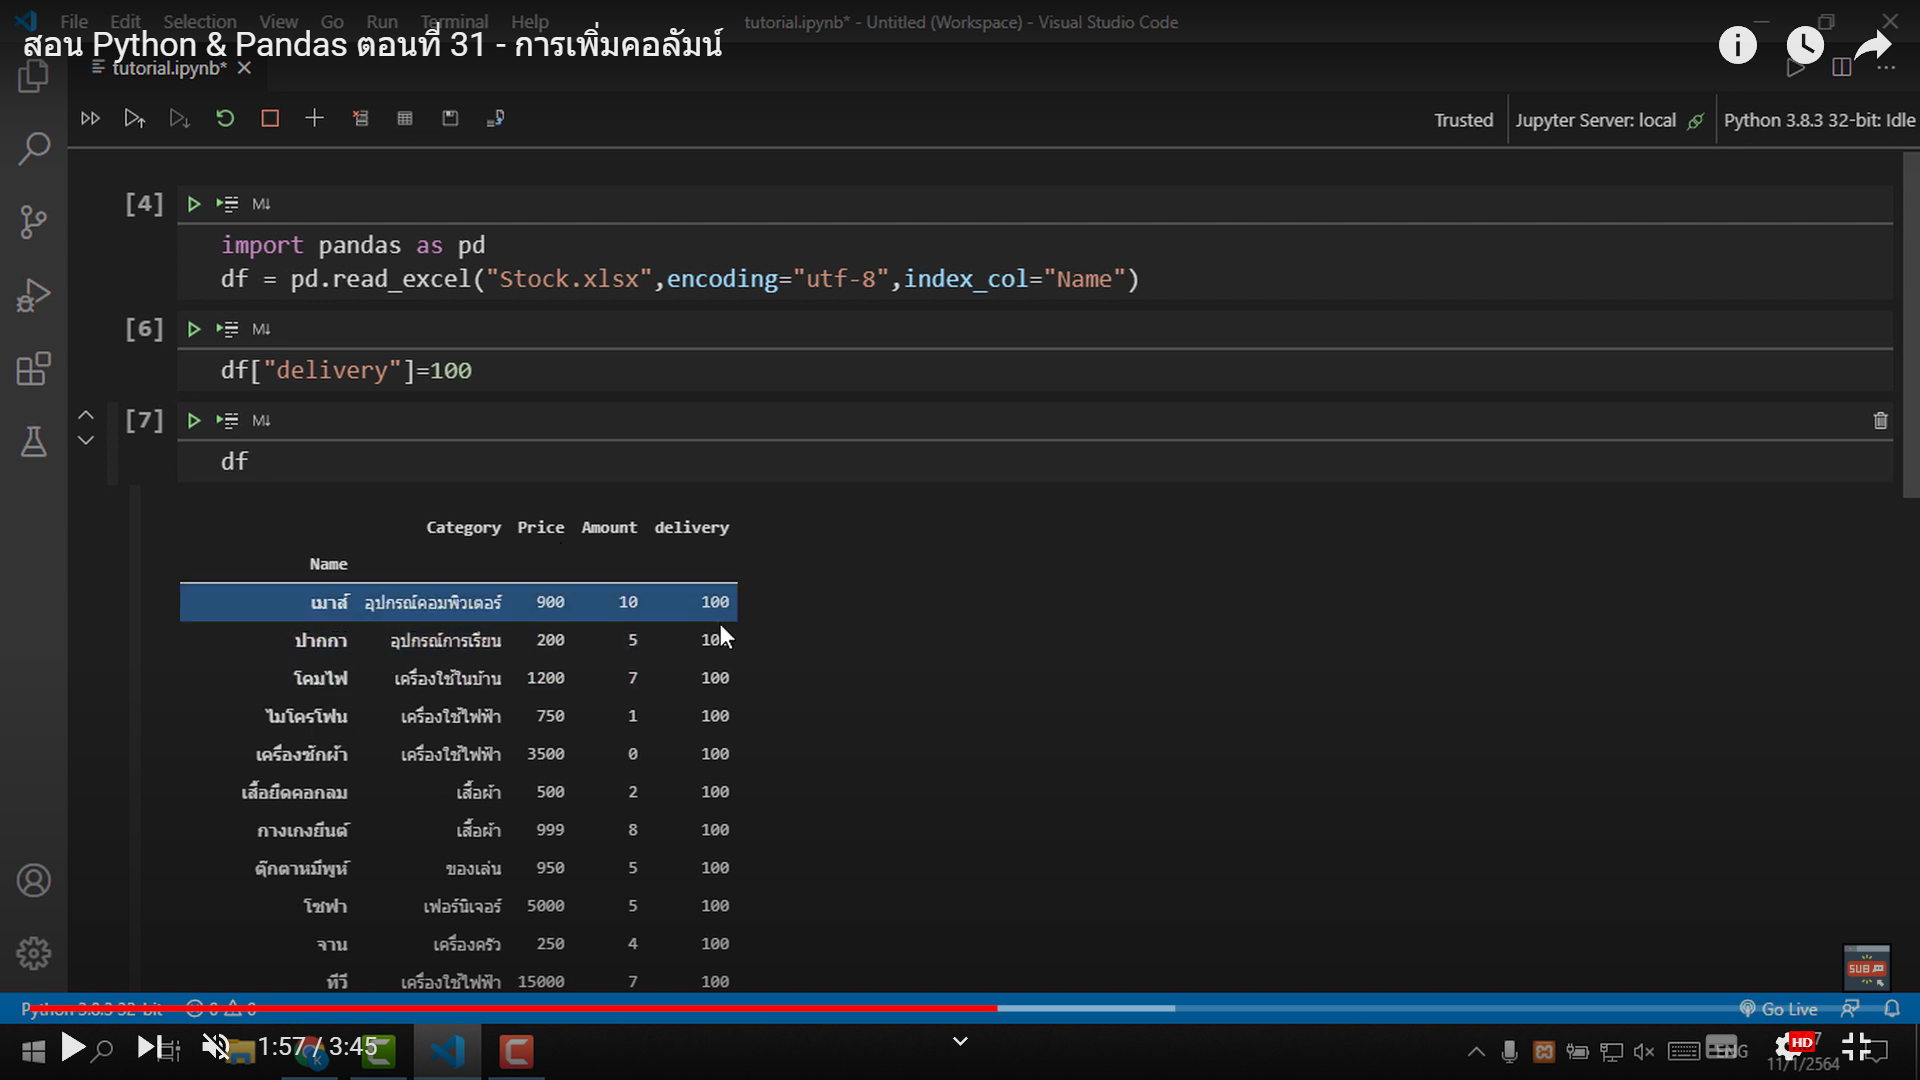 File Edit Selection View Go Run Terminal Help tutorial.ipynb* - Untitled (Workspace) - Visual Studio Code
สอน Python & Pandas ตอนที่ 31 - การเพิ่มคอลัมน์
tutorial.ipynb*
Trusted Jupyter Server: local Python 3.8.3 32-bit: Idle
[4] M↓
import pandas as pd
df = pd.read_excel("Stock.xlsx",encoding="utf-8",index_col="Name")
[6] M↓
df["delivery"]=100
[7] M↓
df
Category Price Amount delivery
Name
เมาส์ อุปกรณ์คอมพิวเตอร์ 900 10 100
ปากกา อุปกรณ์การเรียน 200 5 100
โคมไฟ เครื่องใช้ในบ้าน 1200 7 100
ไมโครโฟน เครื่องใช้ไฟฟ้า 750 1 100
เครื่องซักผ้า เครื่องใช้ไฟฟ้า 3500 0 100
เสื้อยืดคอกลม เสื้อผ้า 500 2 100
กางเกงยีนต์ เสื้อผ้า 999 8 100
ตุ๊กตาหมีพูห์ ของเล่น 950 5 100
โซฟา เฟอร์นิเจอร์ 5000 5 100
จาน เครื่องครัว 250 4 100
ทีวี เครื่องใช้ไฟฟ้า 15000 7 100
SUB
Python 3.8.3 32-bit 0 0 Go Live
1:57 / 3:45 ENG HD
11/1/2564